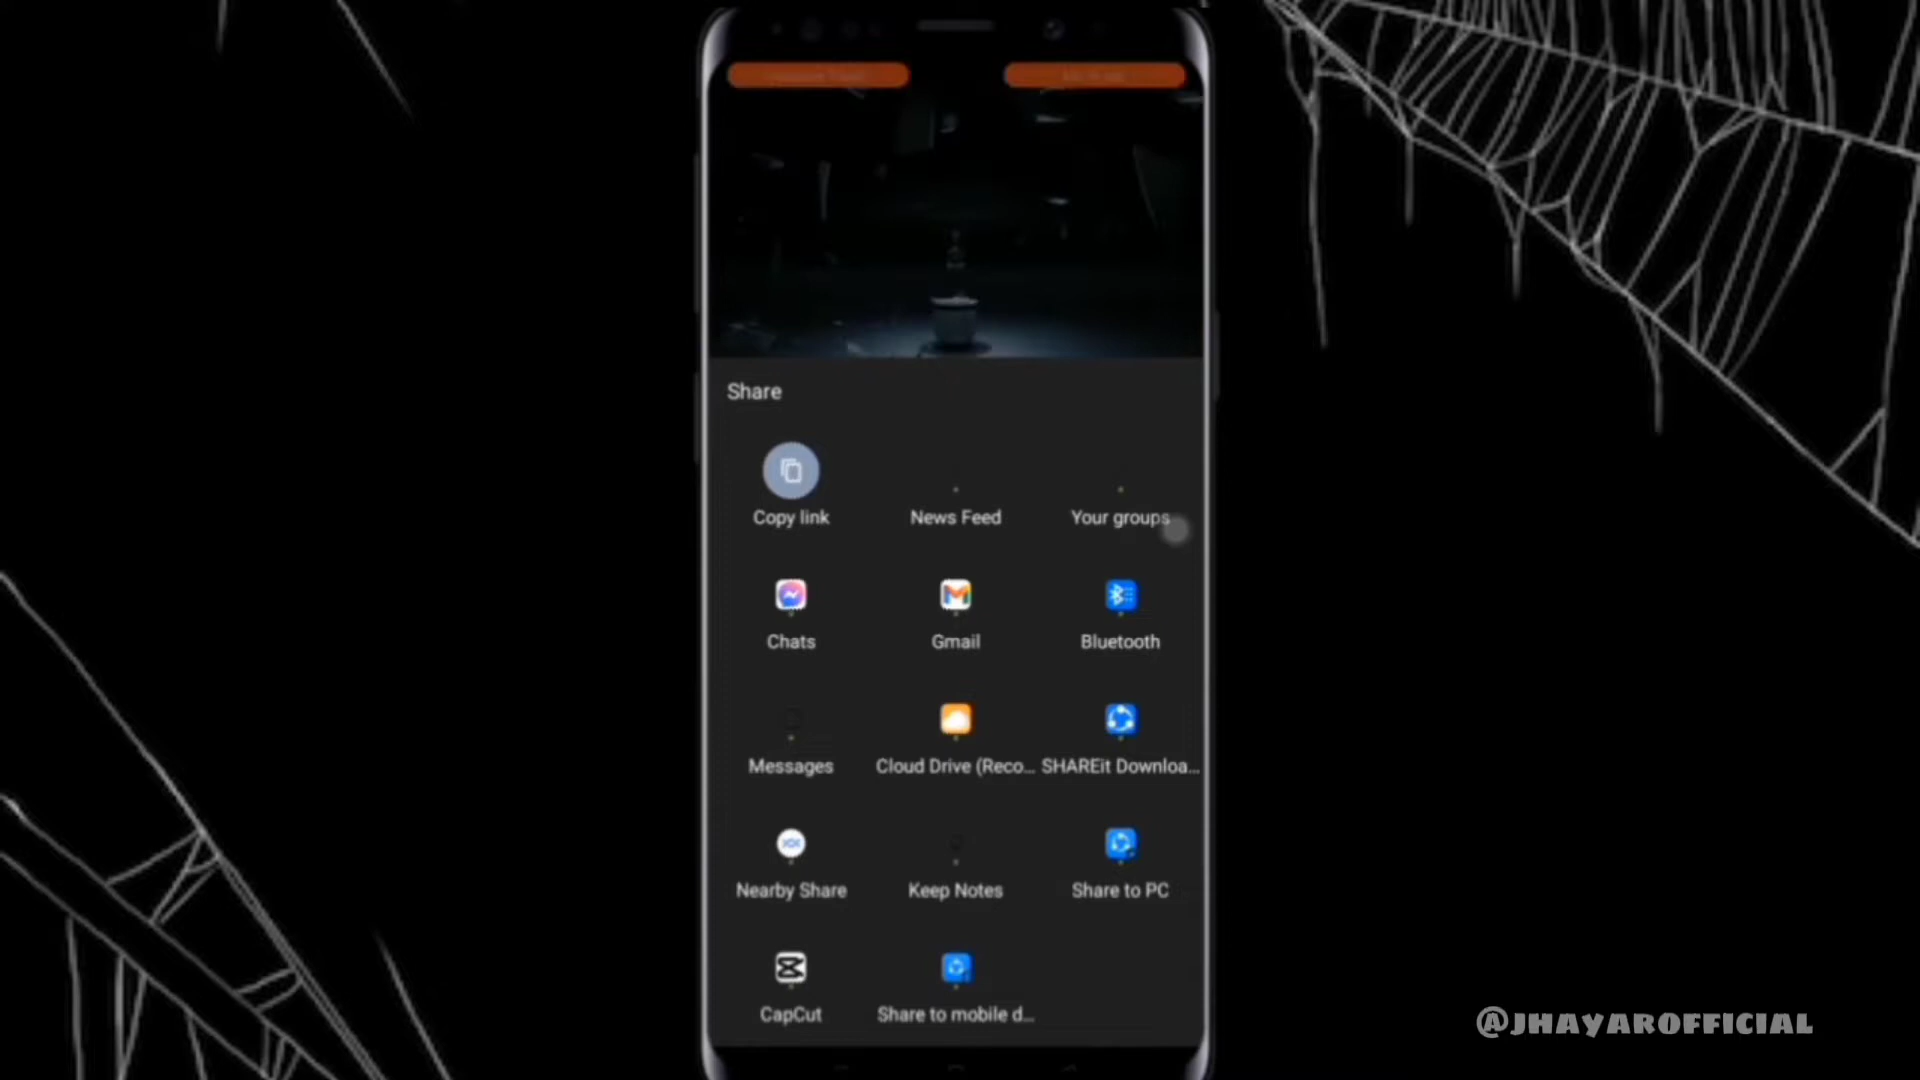 Share
Copy link
News Feed
Your groups
Chats
Gmail
Bluetooth
Messages
Cloud Drive (Reco...
SHAREit Downloa...
Nearby Share
Keep Notes
Share to PC
CapCut
Share to mobile d...
@JHAYAROFFICIAL